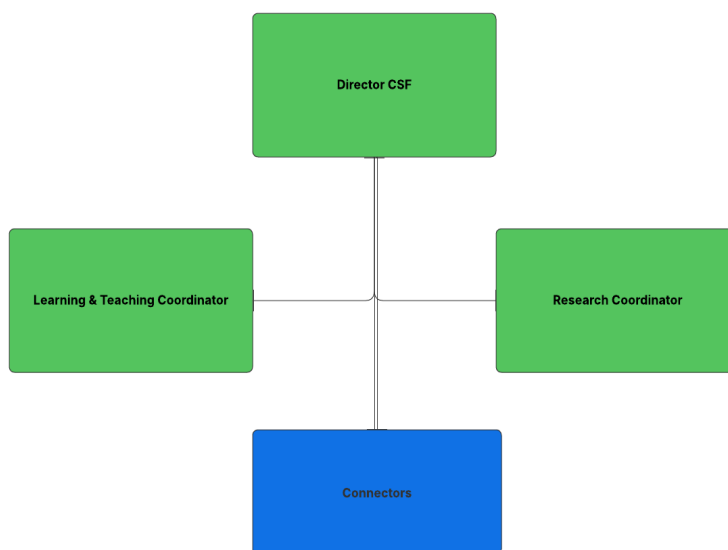 Director CSF
Learning & Teaching Coordinator
Research Coordinator
Connectors